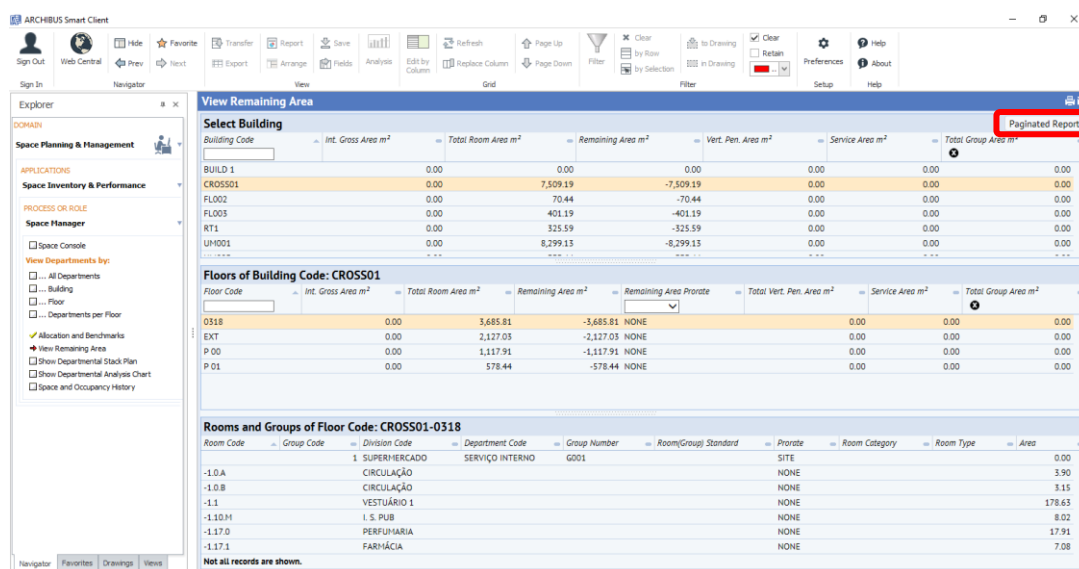 ARCHIBUS Smart Client
Sign Out Web Central Hide Favorite Transfer Report Save Analysis Edit by Column Refresh Page Up Filter Clear to Drawing Clear Preferences Help
Prev Next Export Arrange Fields Replace Column Page Down by Row in Drawing Retain About
by Selection
Sign In Navigator View Grid Filter Setup Help
Explorer
DOMAIN
Space Planning & Management
APPLICATIONS
Space Inventory & Performance
PROCESS OR ROLE
Space Manager
Space Console
View Departments by:
... All Departments
... Building
... Floor
... Departments per Floor
Allocation and Benchmarks
View Remaining Area
Show Departmental Stack Plan
Show Departmental Analysis Chart
Space and Occupancy History
Navigator Favorites Drawings Views
View Remaining Area
Select Building Paginated Report
Building Code Int. Gross Area m² Total Room Area m² Remaining Area m² Vert. Pen. Area m² Service Area m² Total Group Area m²
BUILD 1 0.00 0.00 0.00 0.00 0.00 0.00
CROSS01 0.00 7,509.19 -7,509.19 0.00 0.00 0.00
FL002 0.00 70.44 -70.44 0.00 0.00 0.00
FL003 0.00 401.19 -401.19 0.00 0.00 0.00
RT1 0.00 325.59 -325.59 0.00 0.00 0.00
UM001 0.00 8,299.13 -8,299.13 0.00 0.00 0.00
Floors of Building Code: CROSS01
Floor Code Int. Gross Area m² Total Room Area m² Remaining Area m² Remaining Area Prorate Total Vert. Pen. Area m² Service Area m² Total Group Area m²
0318 0.00 3,685.81 -3,685.81 NONE 0.00 0.00 0.00
EXT 0.00 2,127.03 -2,127.03 NONE 0.00 0.00 0.00
P 00 0.00 1,117.91 -1,117.91 NONE 0.00 0.00 0.00
P 01 0.00 578.44 -578.44 NONE 0.00 0.00 0.00
Rooms and Groups of Floor Code: CROSS01-0318
Room Code Group Code Division Code Department Code Group Number Room(Group) Standard Prorate Room Category Room Type Area
1 SUPERMERCADO SERVIÇO INTERNO G001 SITE 0.00
-1.0.A CIRCULAÇÃO NONE 3.90
-1.0.B CIRCULAÇÃO NONE 3.15
-1.1 VESTUÁRIO 1 NONE 178.63
-1.10.M I. S. PUB NONE 8.02
-1.17.0 PERFUMARIA NONE 17.91
-1.17.1 FARMÁCIA NONE 7.08
Not all records are shown.